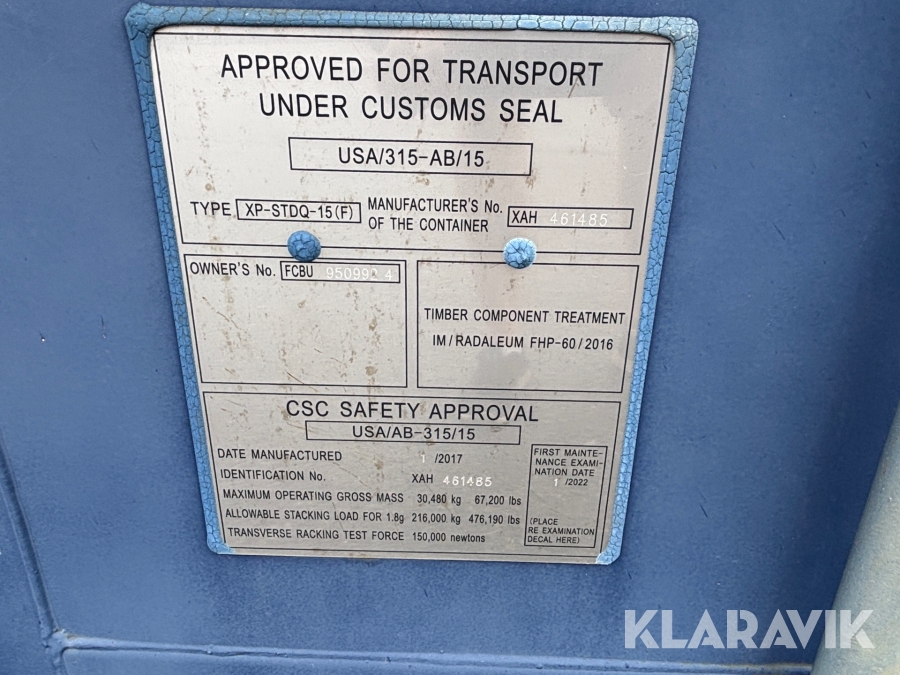 APPROVED FOR TRANSPORT
UNDER CUSTOMS SEAL
USA/315-AB/15
TYPE XP-STDQ-15(F) MANUFACTURER'S No. OF THE CONTAINER XAH 461485
OWNER'S No. FCBU 950992 4
TIMBER COMPONENT TREATMENT
IM/RADALEUM FHP-60/2016
CSC SAFETY APPROVAL
USA/AB-315/15
DATE MANUFACTURED 1 /2017
IDENTIFICATION No. XAH 461485
MAXIMUM OPERATING GROSS MASS 30,480 kg 67,200 lbs
ALLOWABLE STACKING LOAD FOR 1.8g 216,000 kg 476,190 lbs
TRANSVERSE RACKING TEST FORCE 150,000 newtons
FIRST MAINTE-
NANCE EXAMI-
NATION DATE
1 /2022
(PLACE
RE EXAMINATION
DECAL HERE)
KLARAVIK